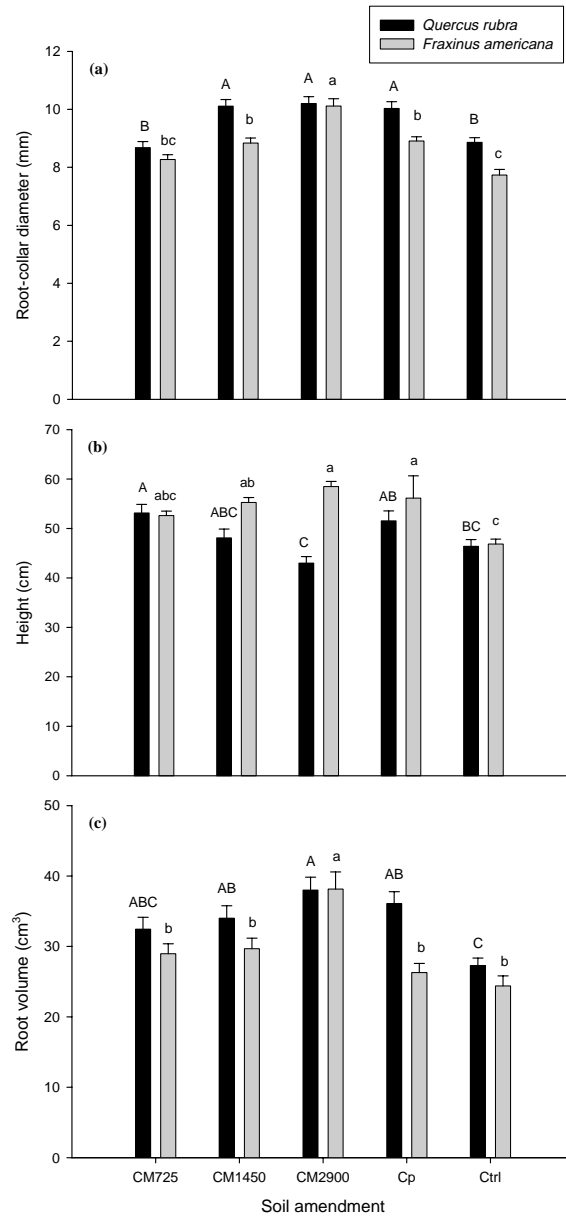 Quercus rubra
Fraxinus americana
(a)
Root-collar diameter (mm)
12
10
8
6
4
2
0
B bc A b A a A b B c
(b)
Height (cm)
70
60
50
40
30
20
10
0
A abc ABC ab C a AB a BC c
(c)
Root volume (cm³)
50
40
30
20
10
0
ABC b AB b A a AB b C b
CM725 CM1450 CM2900 Cp Ctrl
Soil amendment